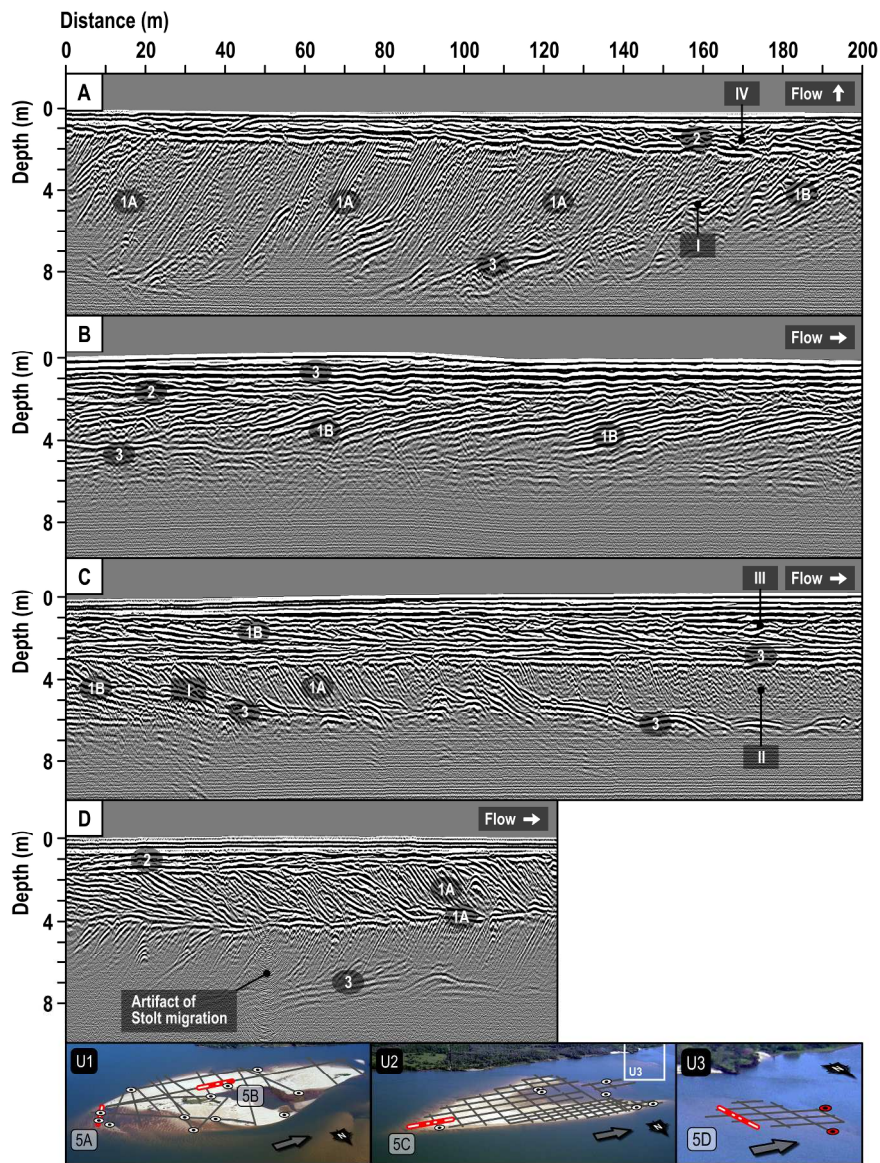 Distance (m)
0 20 40 60 80 100 120 140 160 180 200
A
IV
Flow
Depth (m)
0
4
8
2
1A
1A
1A
1B
I
3
B
Flow
Depth (m)
0
4
8
3
2
1B
1B
3
C
III
Flow
Depth (m)
0
4
8
1B
3
1B
I
1A
3
3
II
D
Flow
Depth (m)
0
4
8
2
1A
1A
3
Artifact of
Stolt migration
U1
5B
5A
N
U2
U3
5C
N
U3
5D
N